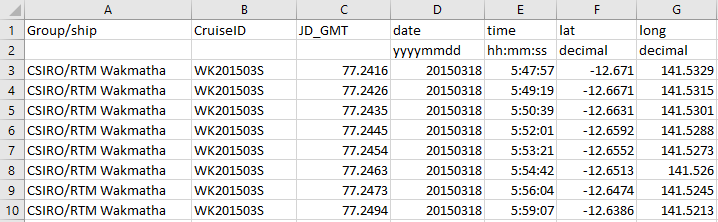 A B C D E F G
1 Group/ship CruiseID JD_GMT date time lat long
2 yyyymmdd hh:mm:ss decimal decimal
3 CSIRO/RTM Wakmatha WK201503S 77.2416 20150318 5:47:57 -12.671 141.5329
4 CSIRO/RTM Wakmatha WK201503S 77.2426 20150318 5:49:19 -12.6671 141.5315
5 CSIRO/RTM Wakmatha WK201503S 77.2435 20150318 5:50:39 -12.6631 141.5301
6 CSIRO/RTM Wakmatha WK201503S 77.2445 20150318 5:52:01 -12.6592 141.5288
7 CSIRO/RTM Wakmatha WK201503S 77.2454 20150318 5:53:21 -12.6552 141.5273
8 CSIRO/RTM Wakmatha WK201503S 77.2463 20150318 5:54:42 -12.6513 141.526
9 CSIRO/RTM Wakmatha WK201503S 77.2473 20150318 5:56:04 -12.6474 141.5245
10 CSIRO/RTM Wakmatha WK201503S 77.2494 20150318 5:59:07 -12.6386 141.5213